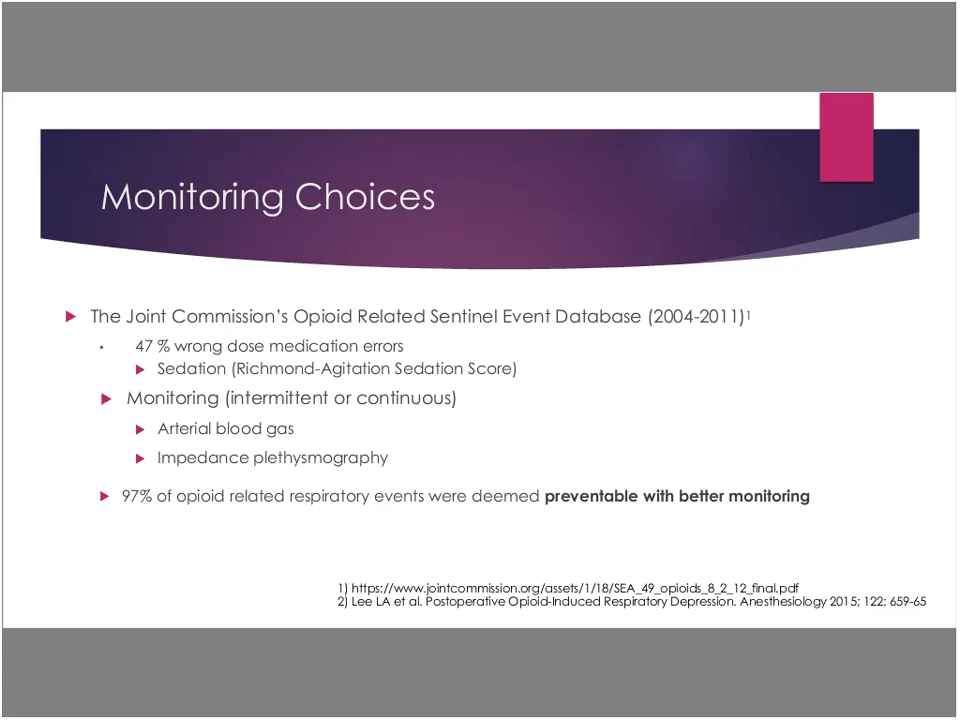 Monitoring Choices
The Joint Commission's Opioid Related Sentinel Event Database (2004-2011)1
47 % wrong dose medication errors
Sedation (Richmond-Agitation Sedation Score)
Monitoring (intermittent or continuous)
Arterial blood gas
Impedance plethysmography
97% of opioid related respiratory events were deemed preventable with better monitoring
1) https://www.jointcommission.org/assets/1/18/SEA_49_opioids_8_2_12_final.pdf
2) Lee LA et al. Postoperative Opioid-Induced Respiratory Depression. Anesthesiology 2015; 122: 659-65